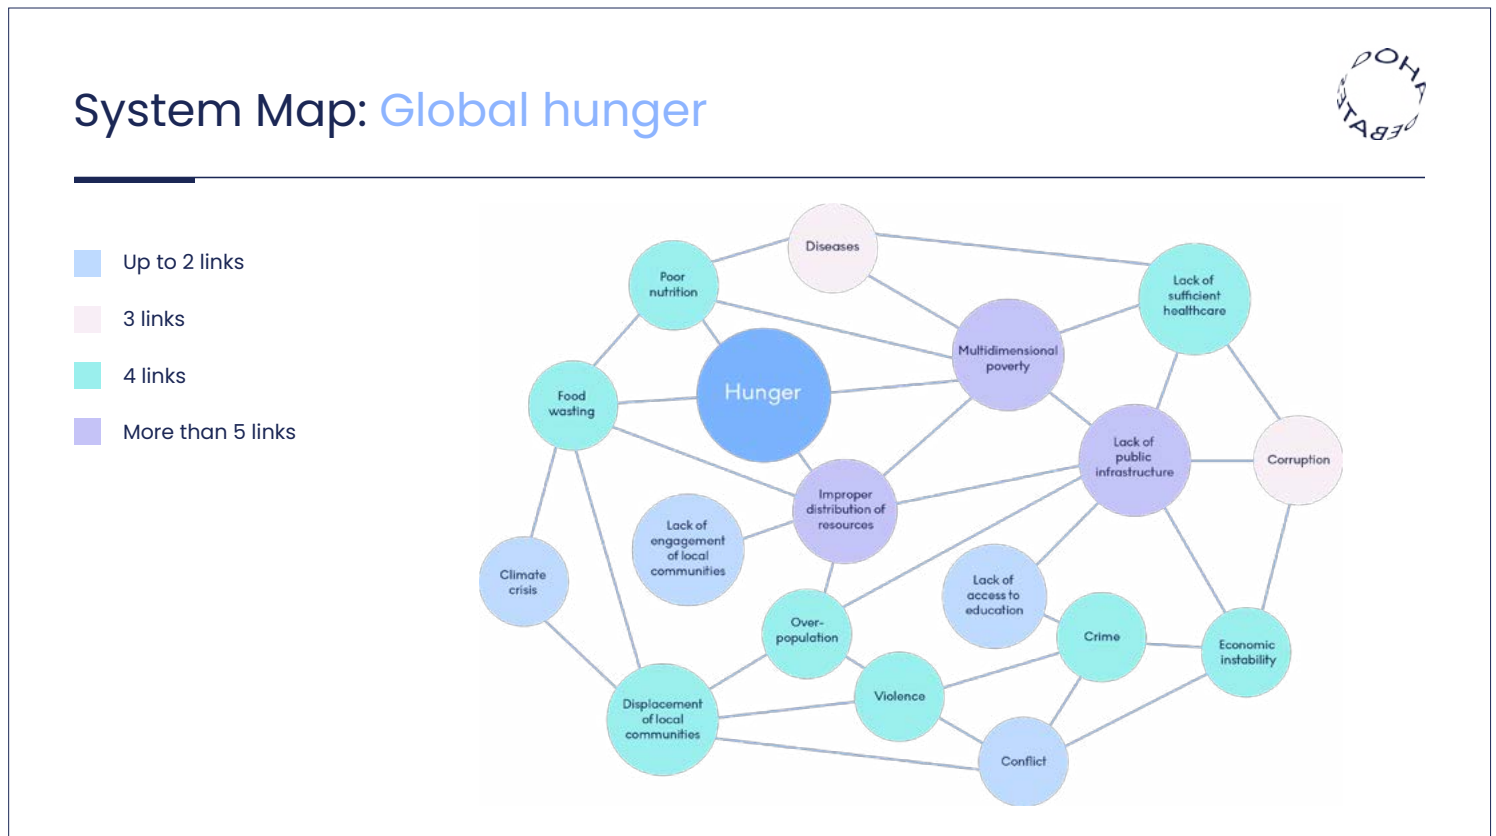 System Map: Global hunger
DOHA DEBATES
Up to 2 links
3 links
4 links
More than 5 links
Diseases
Poor
nutrition
Lack of
sufficient
healthcare
Multidimensional
poverty
Hunger
Food
wasting
Lack of
public
infrastructure
Corruption
Improper
distribution of
resources
Lack of
engagement
of local
communities
Climate
crisis
Lack of
access to
education
Over-
population
Crime
Economic
instability
Violence
Displacement
of local
communities
Conflict